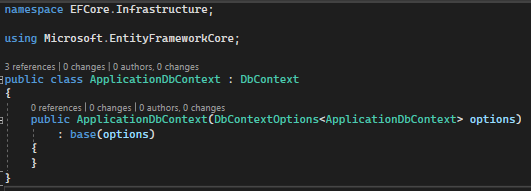 namespace EFCore.Infrastructure;
using Microsoft.EntityFrameworkCore;
3 references | 0 changes | 0 authors, 0 changes
public class ApplicationDbContext : DbContext
{
0 references | 0 changes | 0 authors, 0 changes
public ApplicationDbContext(DbContextOptions<ApplicationDbContext> options)
: base(options)
{
}
}